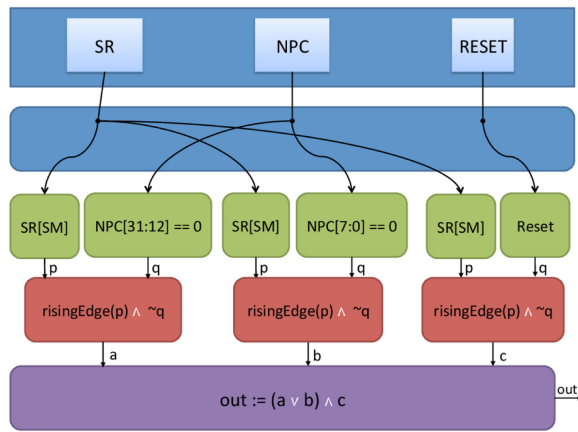 SR NPC RESET
SR[SM] NPC[31:12] == 0 SR[SM] NPC[7:0] == 0 SR[SM] Reset
p q p q p q
risingEdge(p) ∧ ~q risingEdge(p) ∧ ~q risingEdge(p) ∧ ~q
a b c
out := (a ∨ b) ∧ c out